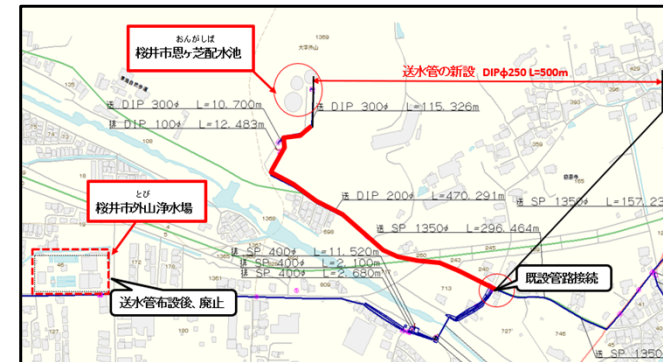 おんがしば
桜井市恩ヶ芝配水池
送水管の新設 DIPφ250 L=500m
送 DIP 300φ L=10.700m
送 DIP 300φ L=115.326m
排 DIP 100φ L=12.483m
送 DIP 200φ L=470.291m
送 SP 1350φ L=157.23
とび
桜井市外山浄水場
送 SP 1350φ L=296.464m
排 SP 400φ L=11.520m
排 SP 400φ L=2.100m
排 SP 400φ L=2.680m
既設管路接続
送水管布設後、廃止
送 SP 1350